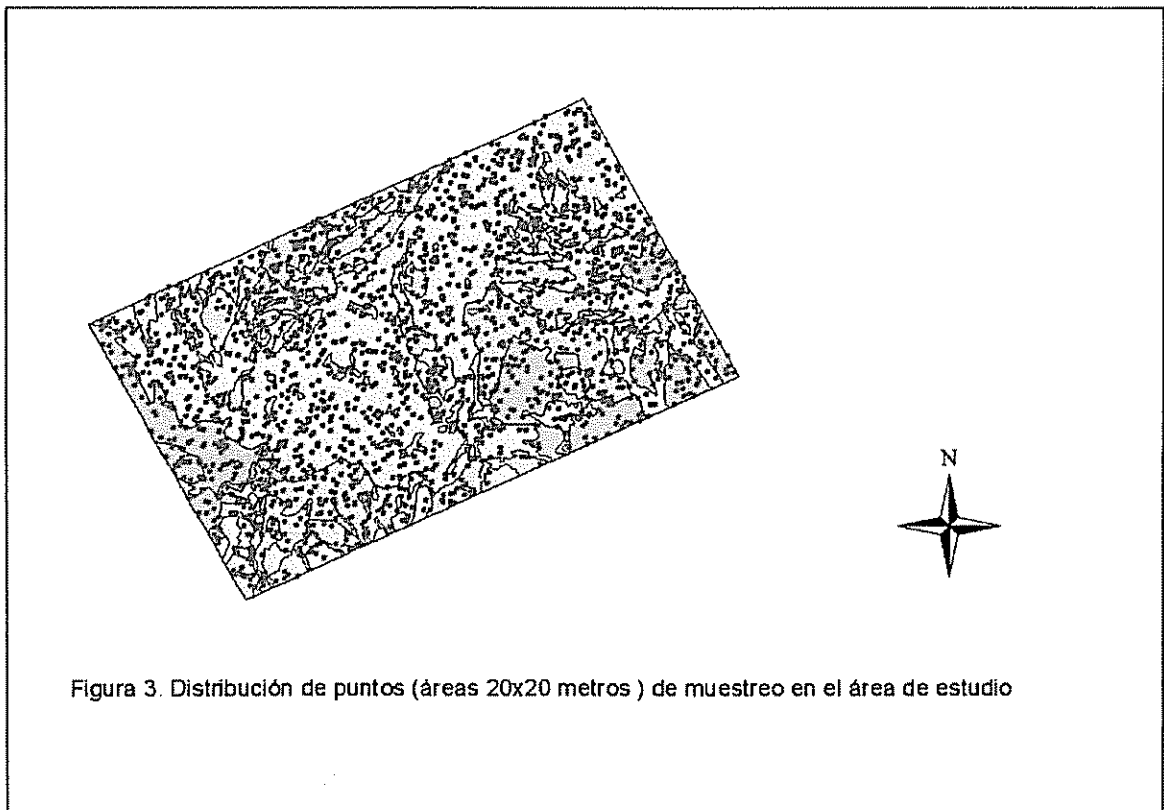 N
Figura 3. Distribución de puntos (áreas 20x20 metros ) de muestreo en el área de estudio